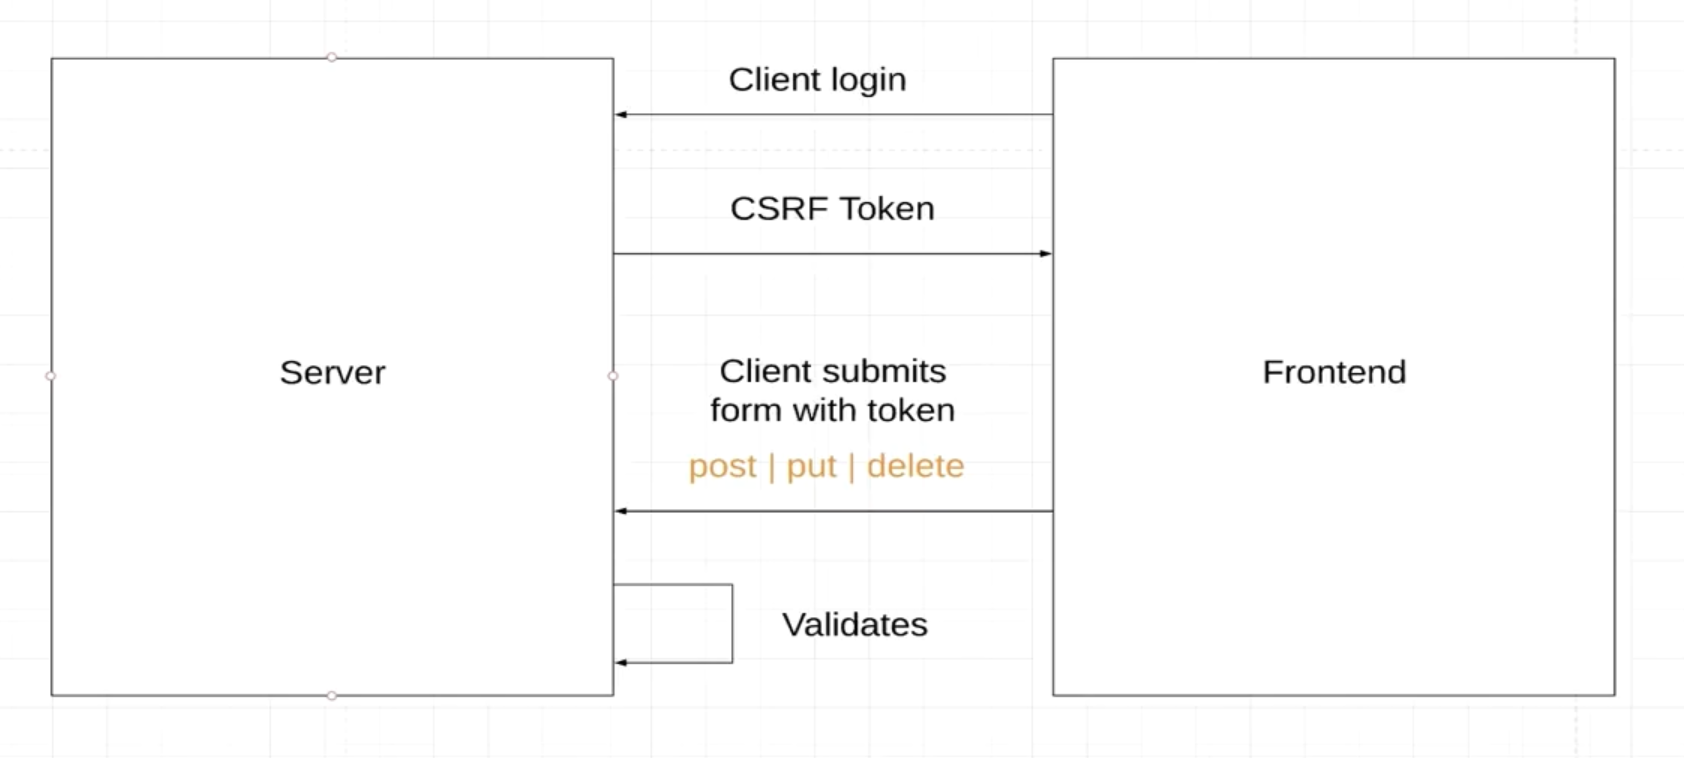 Client login
CSRF Token
Server
Client submits
form with token
post | put | delete
Frontend
Validates